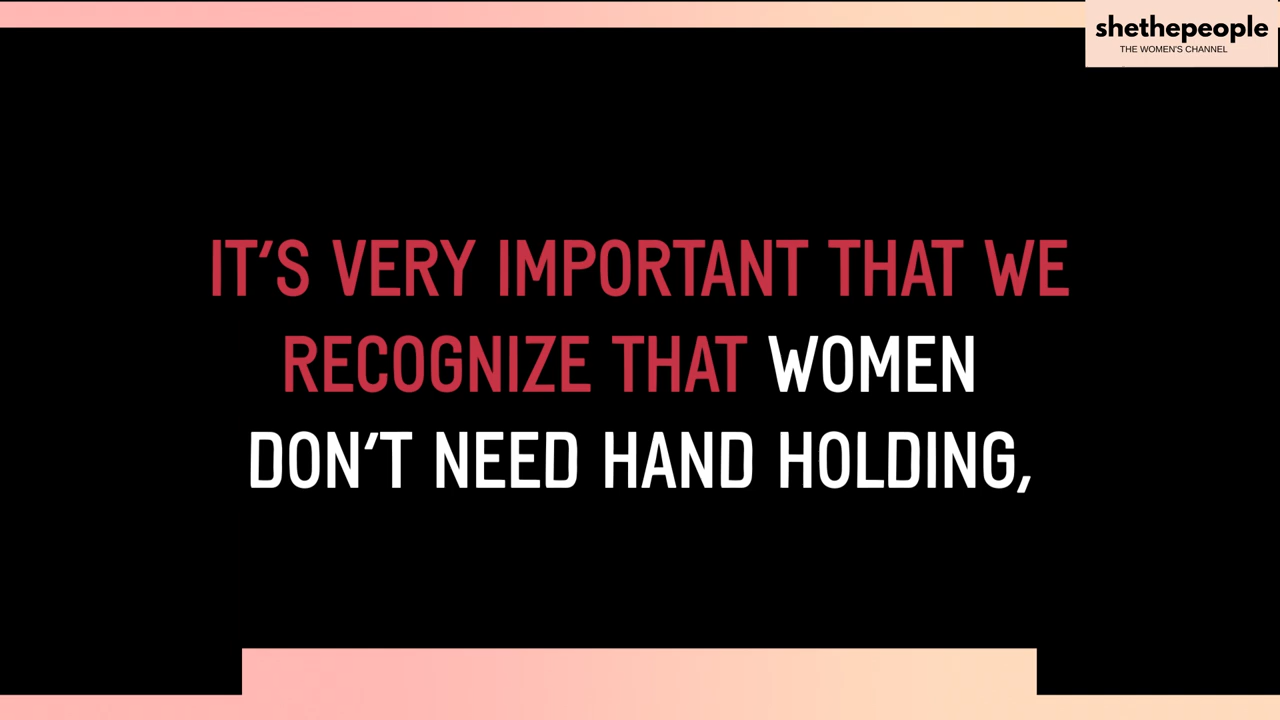 shethepeople
THE WOMEN'S CHANNEL
IT'S VERY IMPORTANT THAT WE
RECOGNIZE THAT WOMEN
DON'T NEED HAND HOLDING,